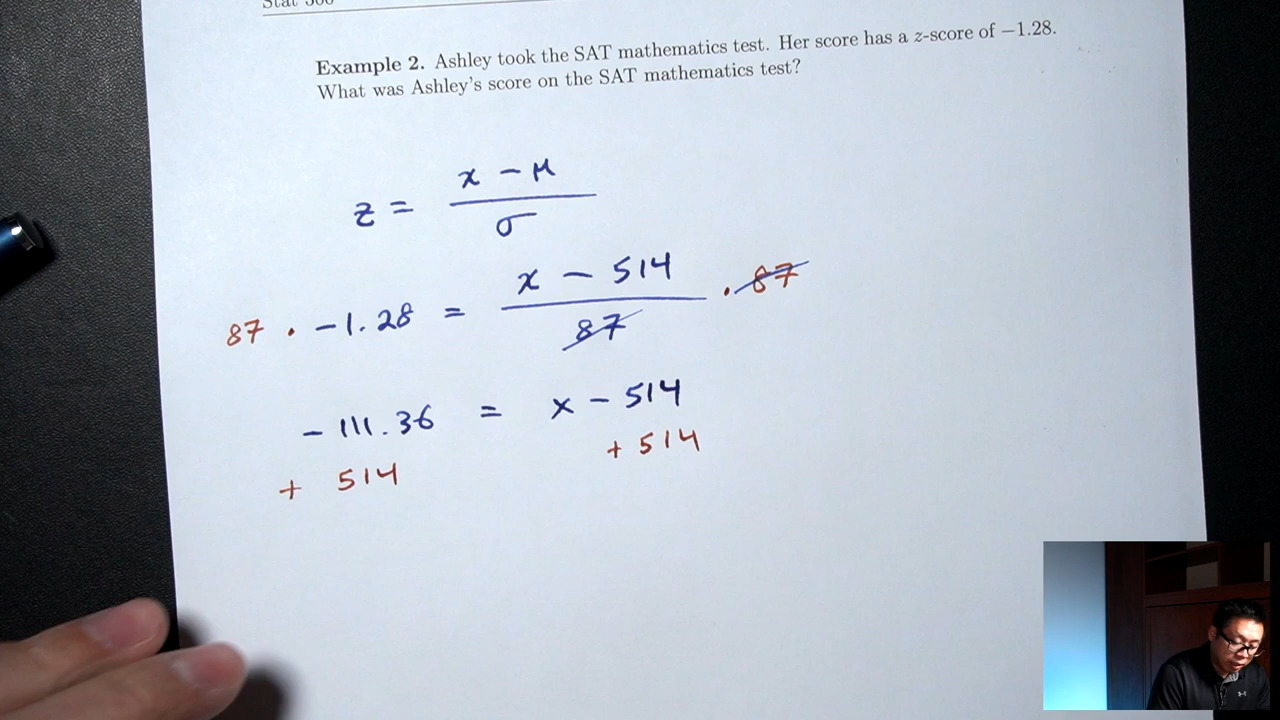 Stat 300
Example 2. Ashley took the SAT mathematics test. Her score has a z-score of −1.28.
What was Ashley's score on the SAT mathematics test?
z = x − μ / σ
87 · −1.28 = x − 514 / 87 · 87
− 111.36 = x − 514
+ 514 + 514